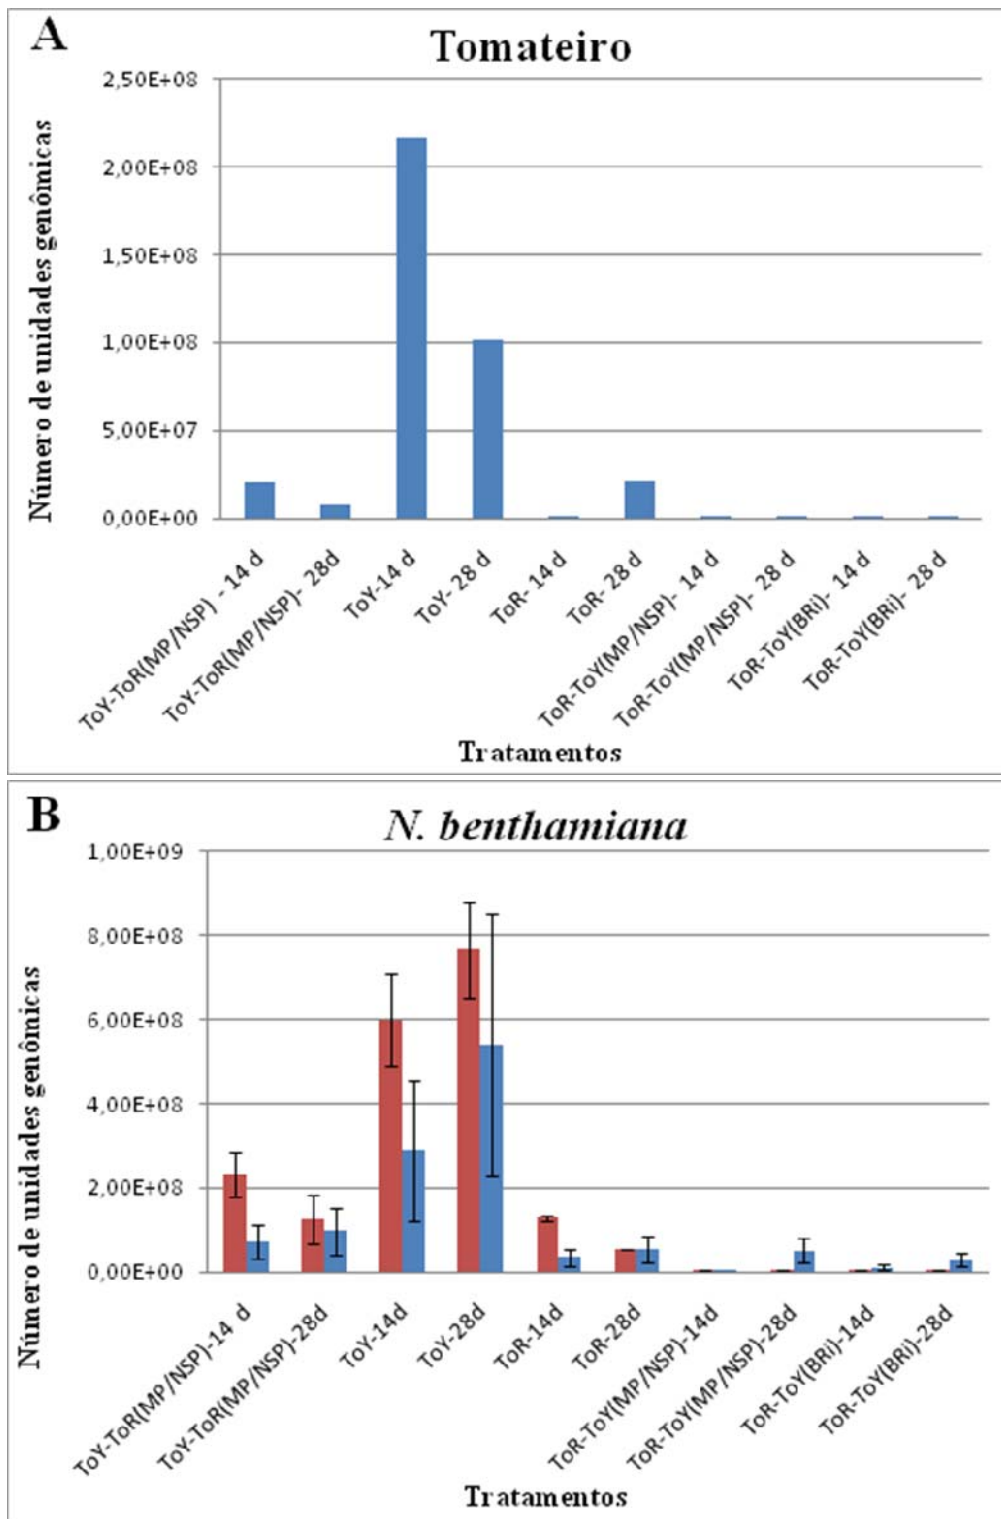 A
Tomateiro
Número de unidades genômicas
2,50E+08
2,00E+08
1,50E+08
1,00E+08
5,00E+07
0,00E+00
ToY-ToR(MP/NSP) - 14 d
ToY-ToR(MP/NSP)- 28d
ToY-14 d
ToY- 28 d
ToR- 14 d
ToR- 28 d
ToR-ToY(MP/NSP)- 14 d
ToR-ToY(MP/NSP)- 28 d
ToR-ToY(BRi)- 14 d
ToR-ToY(BRi)- 28 d
Tratamentos
B
N. benthamiana
Número de unidades genômicas
1,00E+09
8,00E+08
6,00E+08
4,00E+08
2,00E+08
0,00E+00
ToY-ToR(MP/NSP)-14 d
ToY-ToR(MP/NSP)-28d
ToY-14d
ToY-28d
ToR-14d
ToR-28d
ToR-ToY(MP/NSP)-14d
ToR-ToY(MP/NSP)-28d
ToR-ToY(BRi)-14d
ToR-ToY(BRi)-28d
Tratamentos